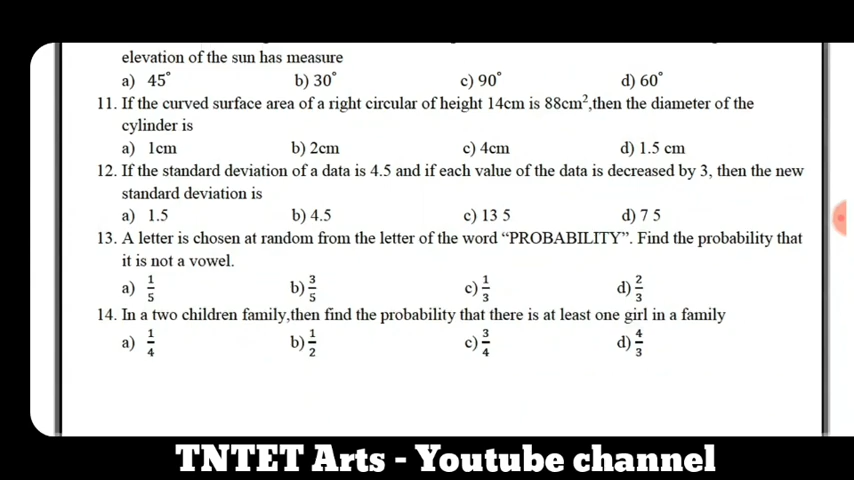 elevation of the sun has measure
a) 45° b) 30° c) 90° d) 60°
11. If the curved surface area of a right circular of height 14cm is 88cm²,then the diameter of the
cylinder is
a) 1cm b) 2cm c) 4cm d) 1.5 cm
12. If the standard deviation of a data is 4.5 and if each value of the data is decreased by 3, then the new
standard deviation is
a) 1.5 b) 4.5 c) 13 5 d) 7 5
13. A letter is chosen at random from the letter of the word “PROBABILITY”. Find the probability that
it is not a vowel.
a) 1/5 b) 3/5 c) 1/3 d) 2/3
14. In a two children family,then find the probability that there is at least one girl in a family
a) 1/4 b) 1/2 c) 3/4 d) 4/3
TNTET Arts - Youtube channel